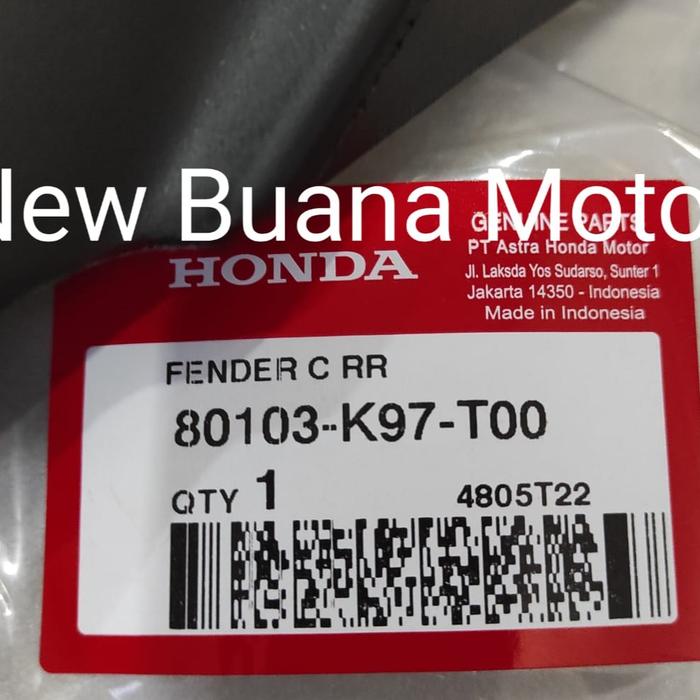 New Buana Motor
GENUINE PARTS
HONDA
PT Astra Honda Motor
Jl. Laksda Yos Sudarso, Sunter 1
Jakarta 14350 - Indonesia
Made in Indonesia
FENDER C RR
80103-K97-T00
QTY 1
4805T22